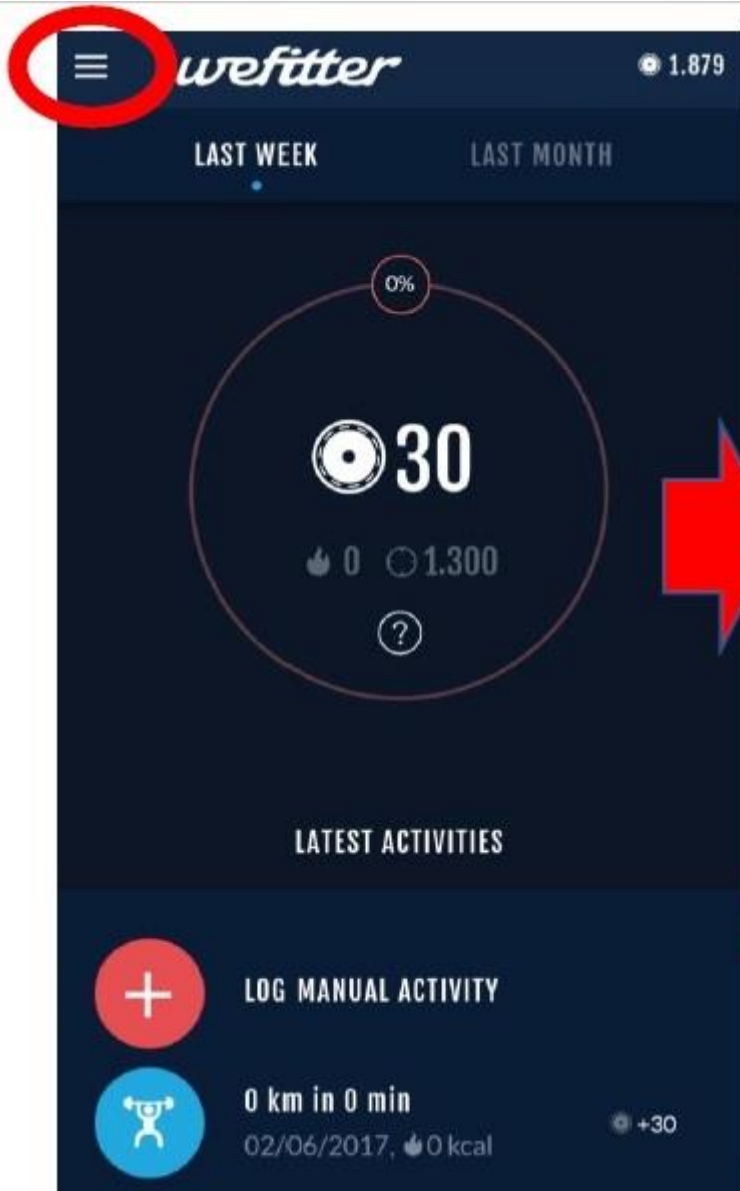 wefitter
1.879
LAST WEEK
LAST MONTH
0%
30
0 1.300
?
LATEST ACTIVITIES
LOG MANUAL ACTIVITY
0 km in 0 min
02/06/2017, 0 kcal
+30